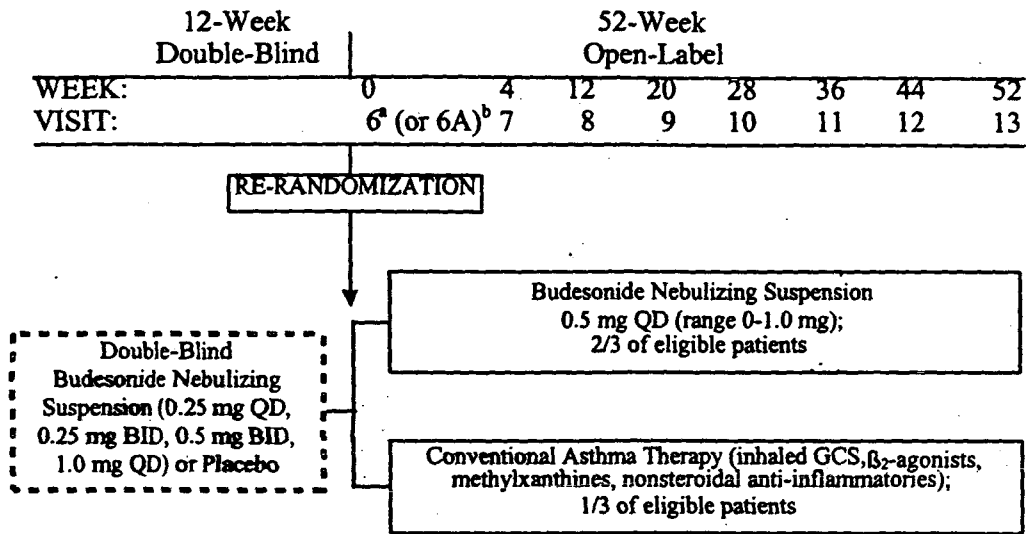 12-Week 52-Week
Double-Blind Open-Label
WEEK: 0 4 12 20 28 36 44 52
VISIT: 6ᵃ (or 6A)ᵇ 7 8 9 10 11 12 13
RE-RANDOMIZATION
Budesonide Nebulizing Suspension
0.5 mg QD (range 0-1.0 mg);
2/3 of eligible patients
Double-Blind
Budesonide Nebulizing
Suspension (0.25 mg QD,
0.25 mg BID, 0.5 mg BID,
1.0 mg QD) or Placebo
Conventional Asthma Therapy (inhaled GCS,β₂-agonists,
methylxanthines, nonsteroidal anti-inflammatories);
1/3 of eligible patients